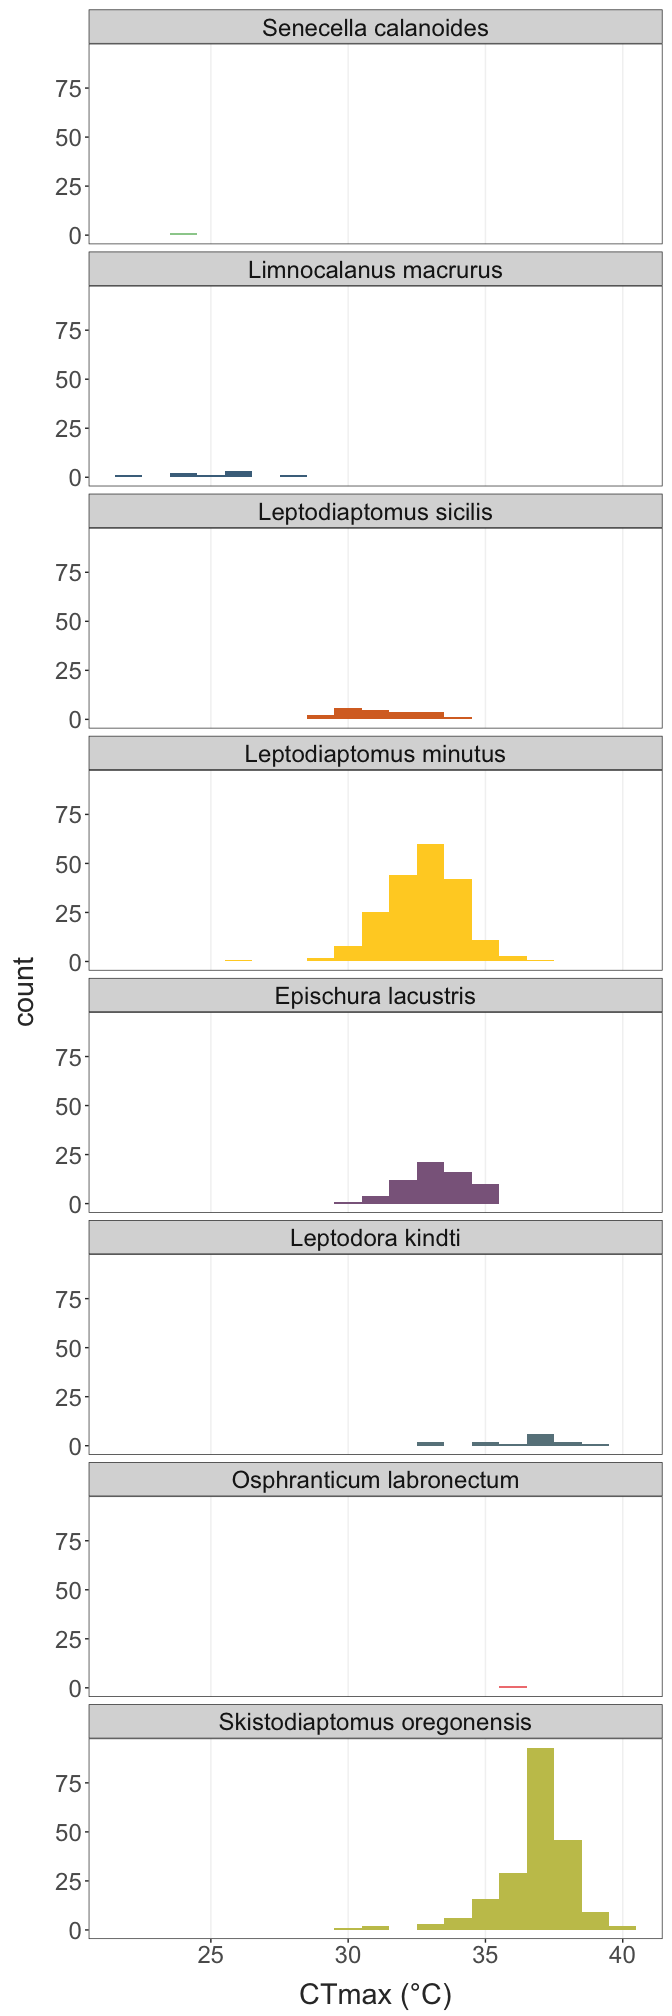 Senecella calanoides
75
50
25
0
Limnocalanus macrurus
75
50
25
0
Leptodiaptomus sicilis
75
50
25
0
Leptodiaptomus minutus
75
50
25
0
count
Epischura lacustris
75
50
25
0
Leptodora kindti
75
50
25
0
Osphranticum labronectum
75
50
25
0
Skistodiaptomus oregonensis
75
50
25
0
25 30 35 40
CTmax (°C)